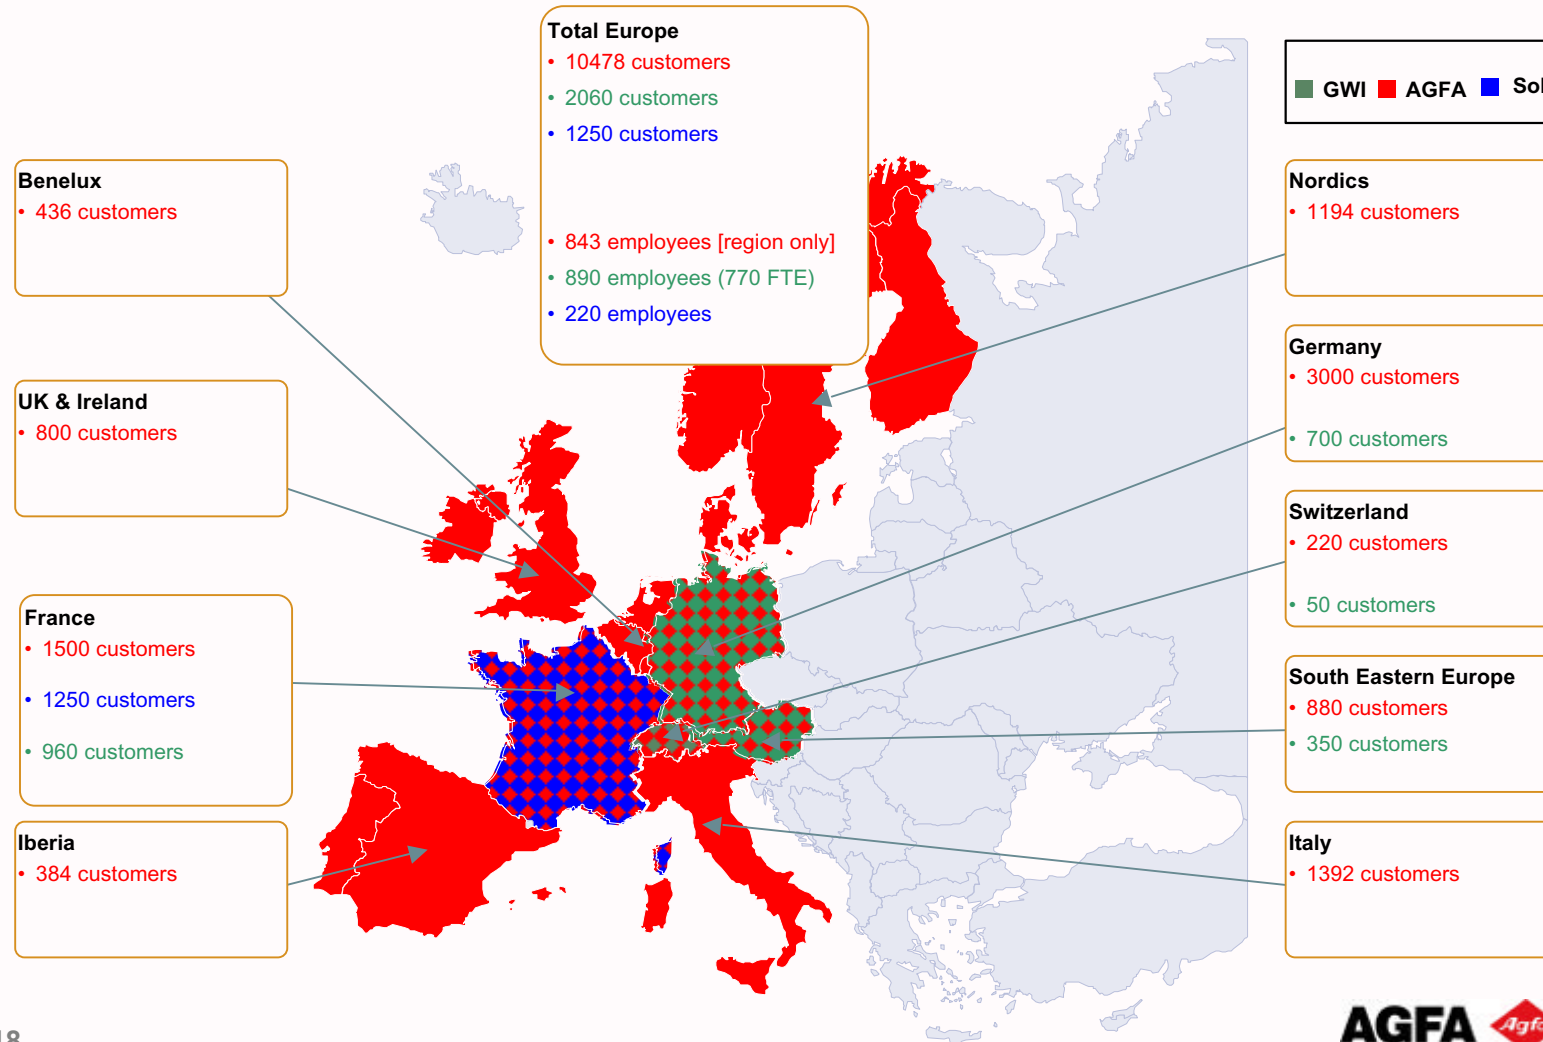 Total Europe
• 10478 customers
• 2060 customers
• 1250 customers
• 843 employees [region only]
• 890 employees (770 FTE)
• 220 employees
GWI AGFA
Benelux
• 436 customers
UK & Ireland
• 800 customers
France
• 1500 customers
• 1250 customers
• 960 customers
Iberia
• 384 customers
Nordics
• 1194 customers
Germany
• 3000 customers
• 700 customers
Switzerland
• 220 customers
• 50 customers
South Eastern Europe
• 880 customers
• 350 customers
Italy
• 1392 customers
AGFA